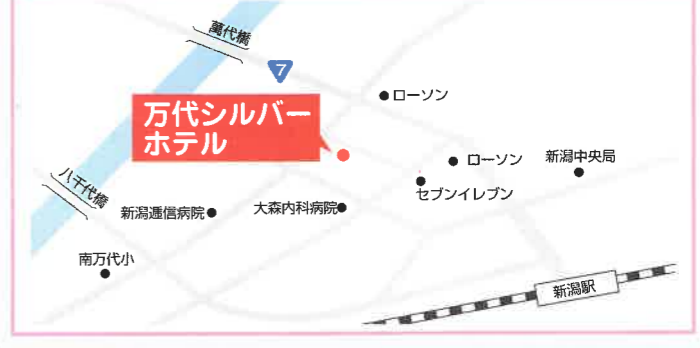 萬代橋
7
ローソン
万代シルバー
ホテル
ローソン
新潟中央局
セブンイレブン
八千代橋
新潟逓信病院
大森内科病院
南万代小
新潟駅